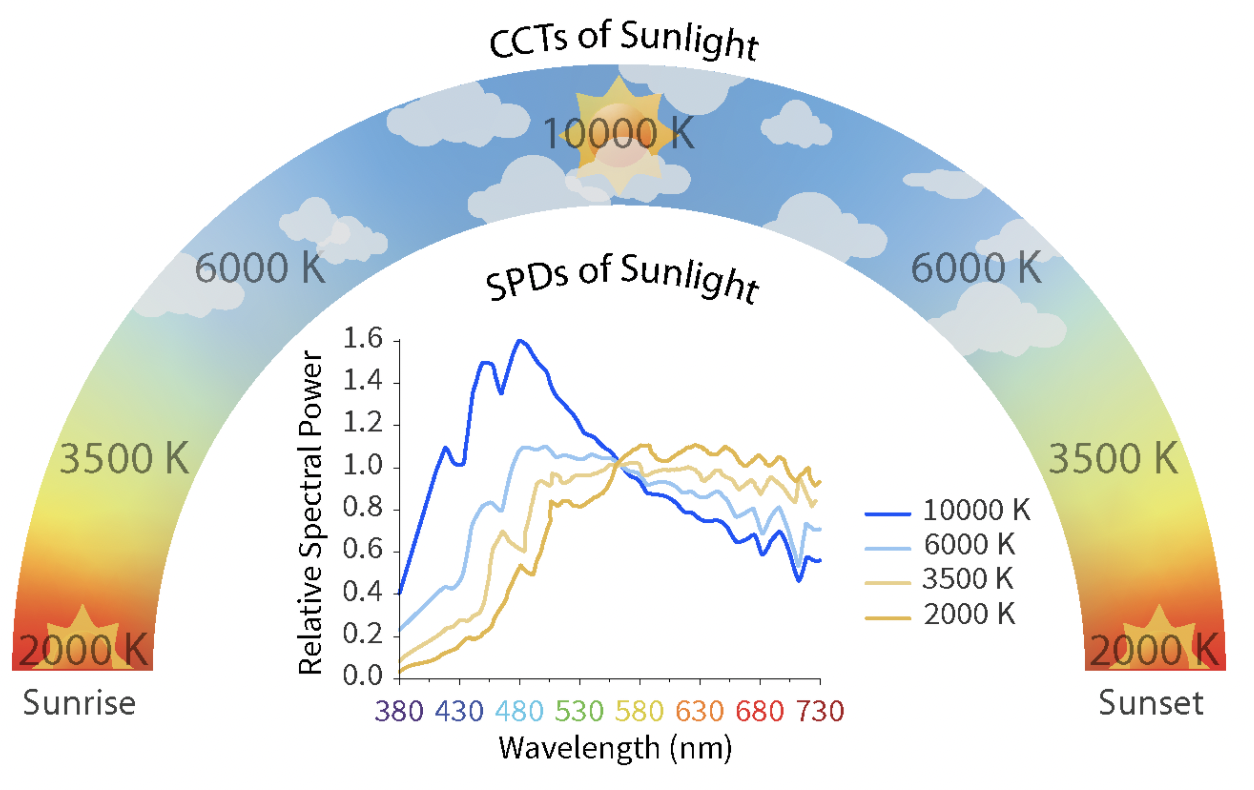 CCTs of Sunlight
10000 K
6000 K
6000 K
3500 K
3500 K
2000 K
2000 K
Sunrise
Sunset
SPDs of Sunlight
Relative Spectral Power
1.6
1.4
1.2
1.0
0.8
0.6
0.4
0.2
0.0
380 430 480 530 580 630 680 730
Wavelength (nm)
10000 K
6000 K
3500 K
2000 K